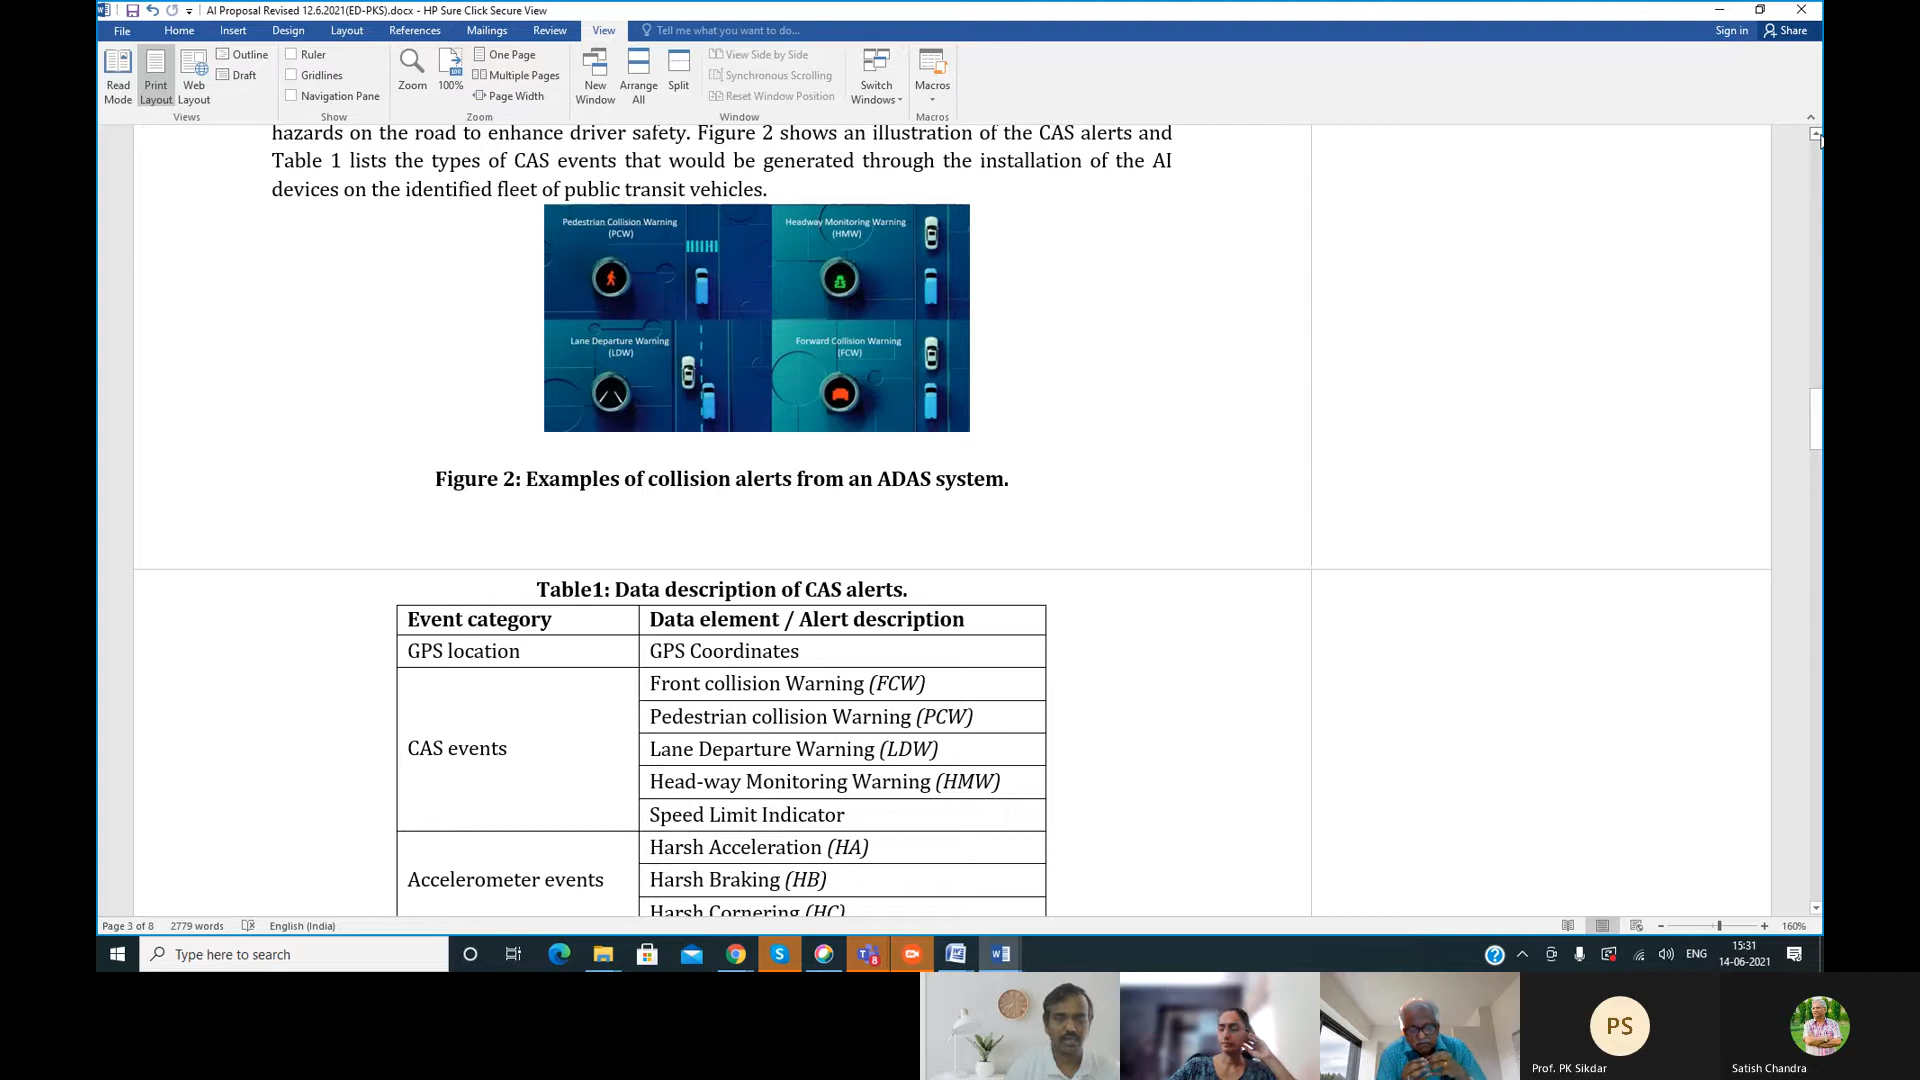 AI Proposal Revised 12.6.2021(ED-PKS).docx - HP Sure Click Secure View
File Home Insert Design Layout References Mailings Review View Tell me what you want to do... Sign in Share
Read Mode
Print Layout
Web Layout
Outline
Draft
Views
Ruler
Gridlines
Navigation Pane
Show
Zoom
100%
One Page
Multiple Pages
Page Width
Zoom
New Window
Arrange All
Split
View Side by Side
Synchronous Scrolling
Reset Window Position
Window
Switch Windows
Macros
Macros
hazards on the road to enhance driver safety. Figure 2 shows an illustration of the CAS alerts and
Table 1 lists the types of CAS events that would be generated through the installation of the AI
devices on the identified fleet of public transit vehicles.
Pedestrian Collision Warning
(PCW)
Headway Monitoring Warning
(HMW)
2.5
Lane Departure Warning
(LDW)
Forward Collision Warning
(FCW)
Figure 2: Examples of collision alerts from an ADAS system.
Table1: Data description of CAS alerts.
Event category Data element / Alert description
GPS location GPS Coordinates
CAS events
Front collision Warning (FCW)
Pedestrian collision Warning (PCW)
Lane Departure Warning (LDW)
Head-way Monitoring Warning (HMW)
Speed Limit Indicator
Accelerometer events
Harsh Acceleration (HA)
Harsh Braking (HB)
Harsh Cornering (HC)
Page 3 of 8 2779 words English (India) 160%
Type here to search
8
ENG
15:31
14-06-2021
PS
Prof. PK Sikdar
Satish Chandra